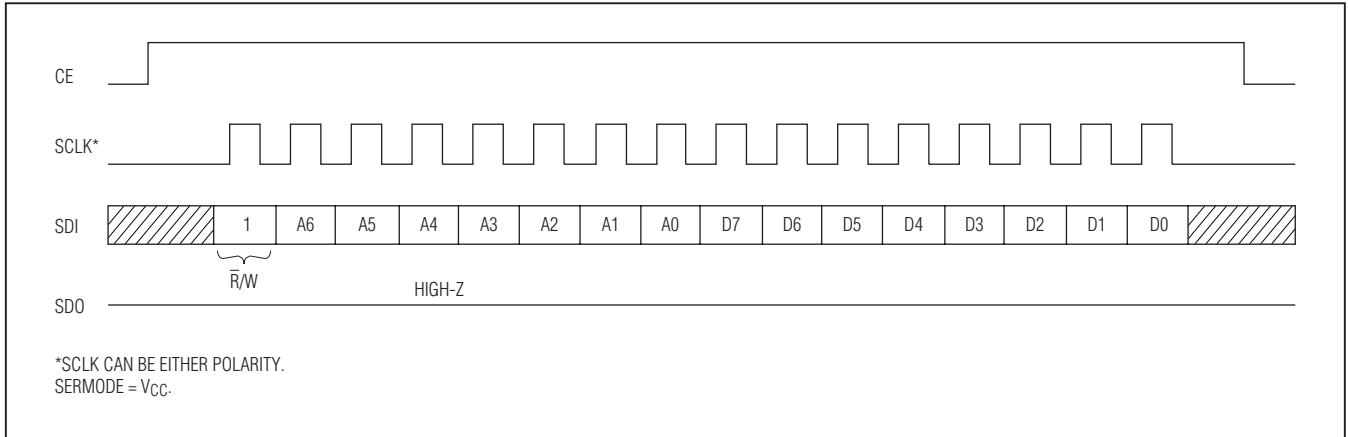 CE
SCLK*
SDI 1 A6 A5 A4 A3 A2 A1 A0 D7 D6 D5 D4 D3 D2 D1 D0
R̅/W
HIGH-Z
SDO
*SCLK CAN BE EITHER POLARITY.
SERMODE = VCC.